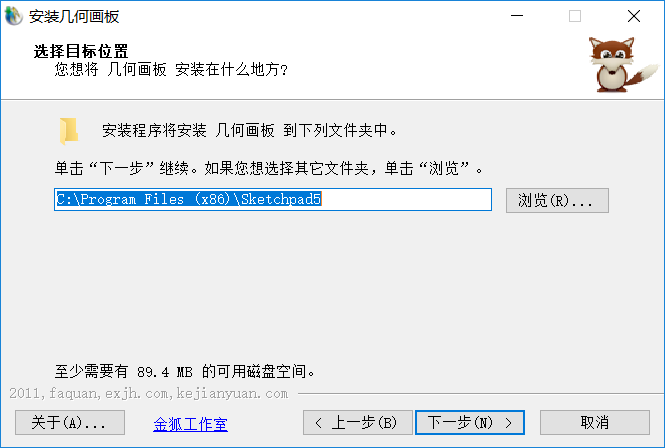 安装几何画板
选择目标位置
您想将 几何画板 安装在什么地方?
安装程序将安装 几何画板 到下列文件夹中。
单击“下一步”继续。如果您想选择其它文件夹，单击“浏览”。
C:\Program Files (x86)\Sketchpad5
浏览(R)...
至少需要有 89.4 MB 的可用磁盘空间。
2011,faquan,exjh.com,kejianyuan.com
关于(A)...
金狐工作室
< 上一步(B)
下一步(N) >
取消